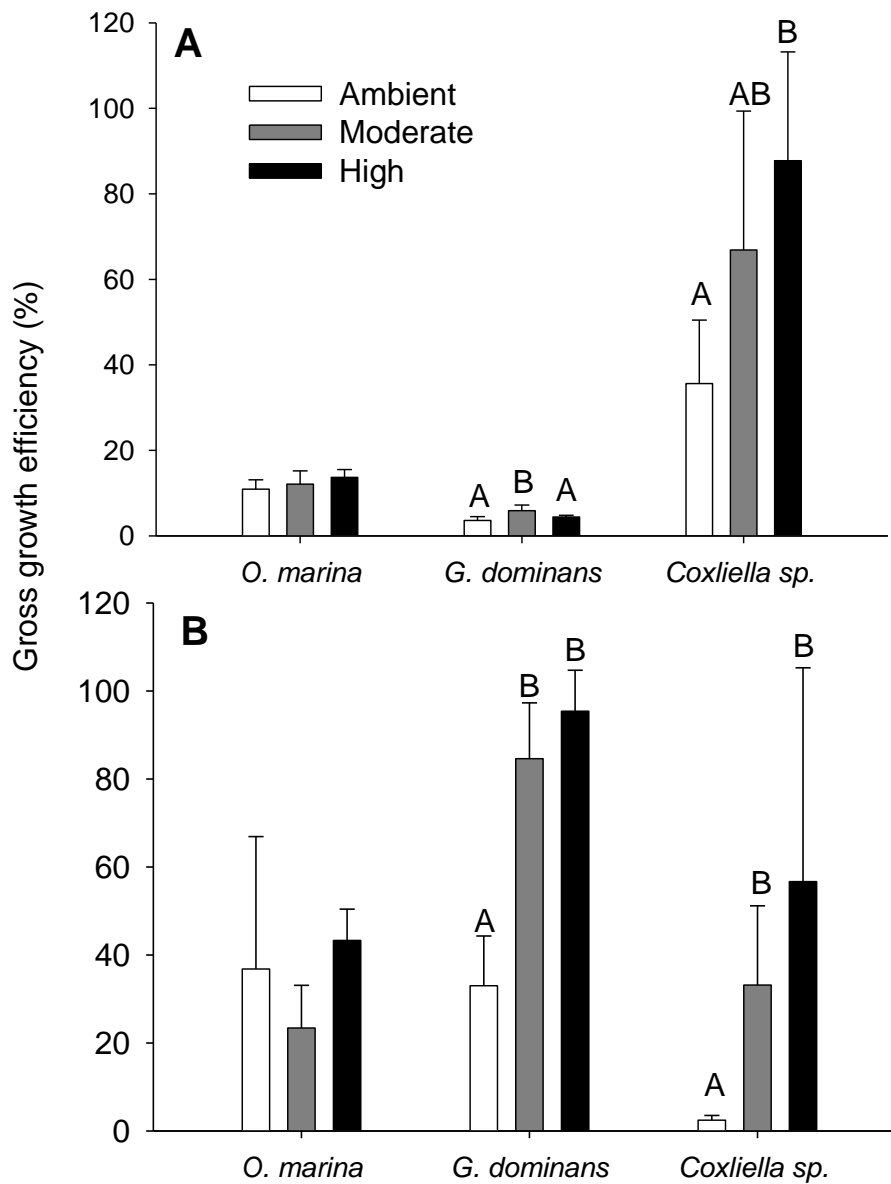 Gross growth efficiency (%)
A
Ambient
Moderate
High
120
100
80
60
40
20
0
A
B
A
A
AB
B
O. marina
G. dominans
Coxliella sp.
B
120
100
80
60
40
20
0
A
B
B
A
B
B
O. marina
G. dominans
Coxliella sp.